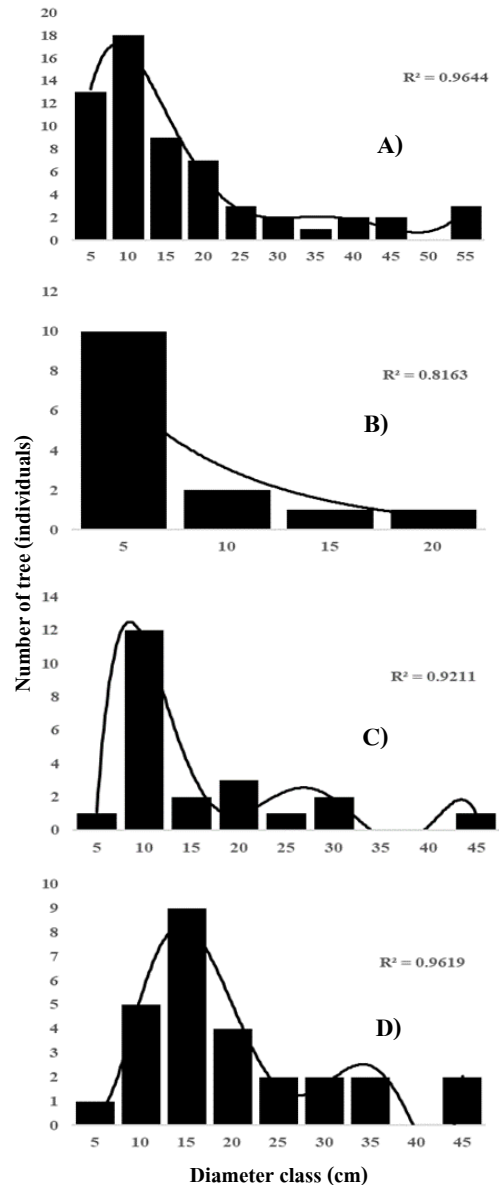 20
18
16
14
12
10
8
6
4
2
0
R² = 0.9644
A)
5 10 15 20 25 30 35 40 45 50 55
12
10
8
6
4
2
0
R² = 0.8163
B)
5 10 15 20
Number of tree (individuals)
14
12
10
8
6
4
2
0
R² = 0.9211
C)
5 10 15 20 25 30 35 40 45
10
9
8
7
6
5
4
3
2
1
0
R² = 0.9619
D)
5 10 15 20 25 30 35 40 45
Diameter class (cm)